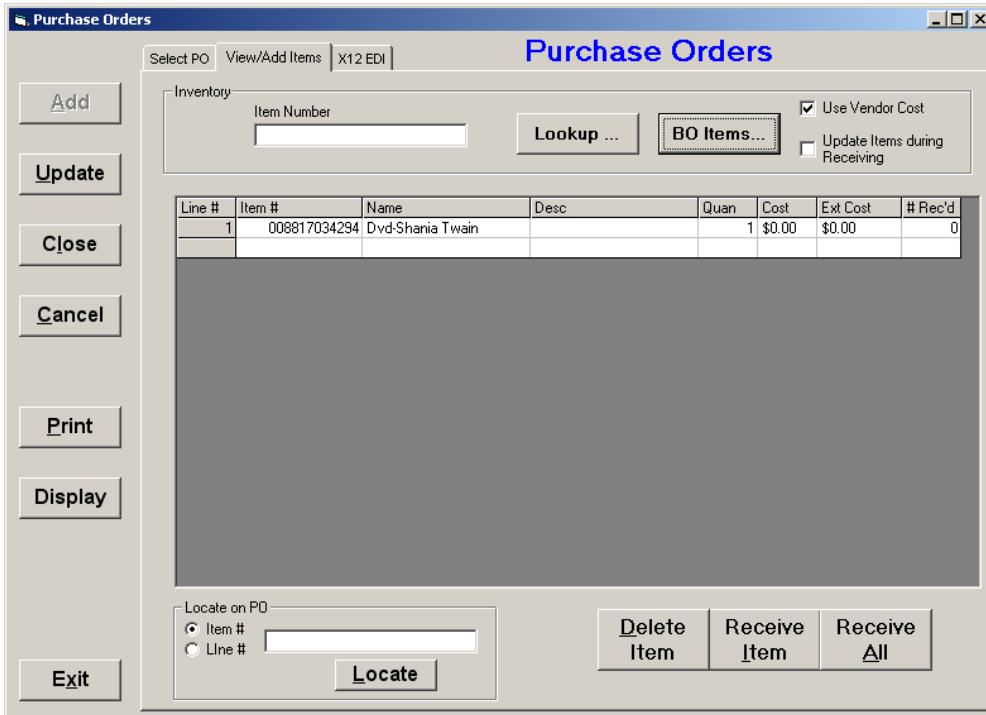 Purchase Orders
Select PO View/Add Items X12 EDI
Purchase Orders
Add
Update
Close
Cancel
Print
Display
Exit
Inventory
Item Number
Lookup ...
BO Items...
Use Vendor Cost
Update Items during
Receiving
Line # Item # Name Desc Quan Cost Ext Cost # Rec'd
1 008817034294 Dvd-Shania Twain 1 $0.00 $0.00 0
Locate on PO
Item #
LIne #
Locate
Delete
Item
Receive
Item
Receive
All